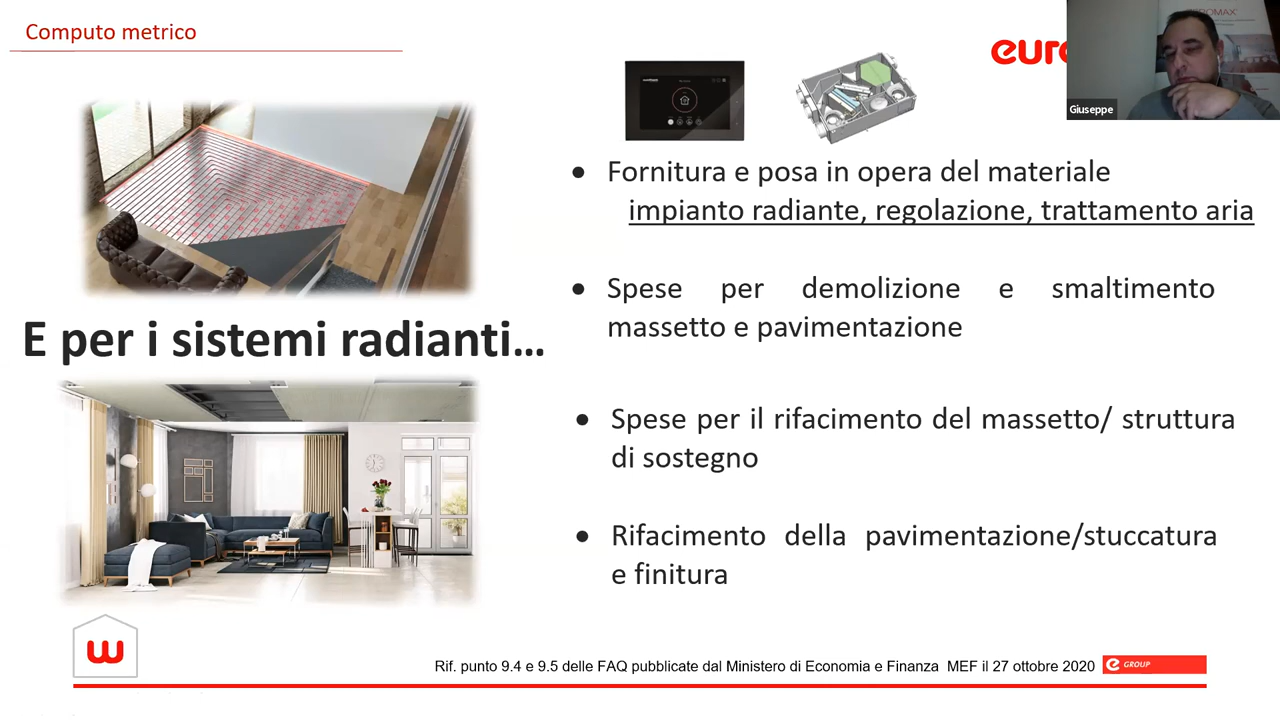 Computo metrico
Giuseppe
Fornitura e posa in opera del materiale
impianto radiante, regolazione, trattamento aria
Spese per demolizione e smaltimento
massetto e pavimentazione
E per i sistemi radianti...
Spese per il rifacimento del massetto/ struttura
di sostegno
Rifacimento della pavimentazione/stuccatura
e finitura
Rif. punto 9.4 e 9.5 delle FAQ pubblicate dal Ministero di Economia e Finanza MEF il 27 ottobre 2020
e GROUP